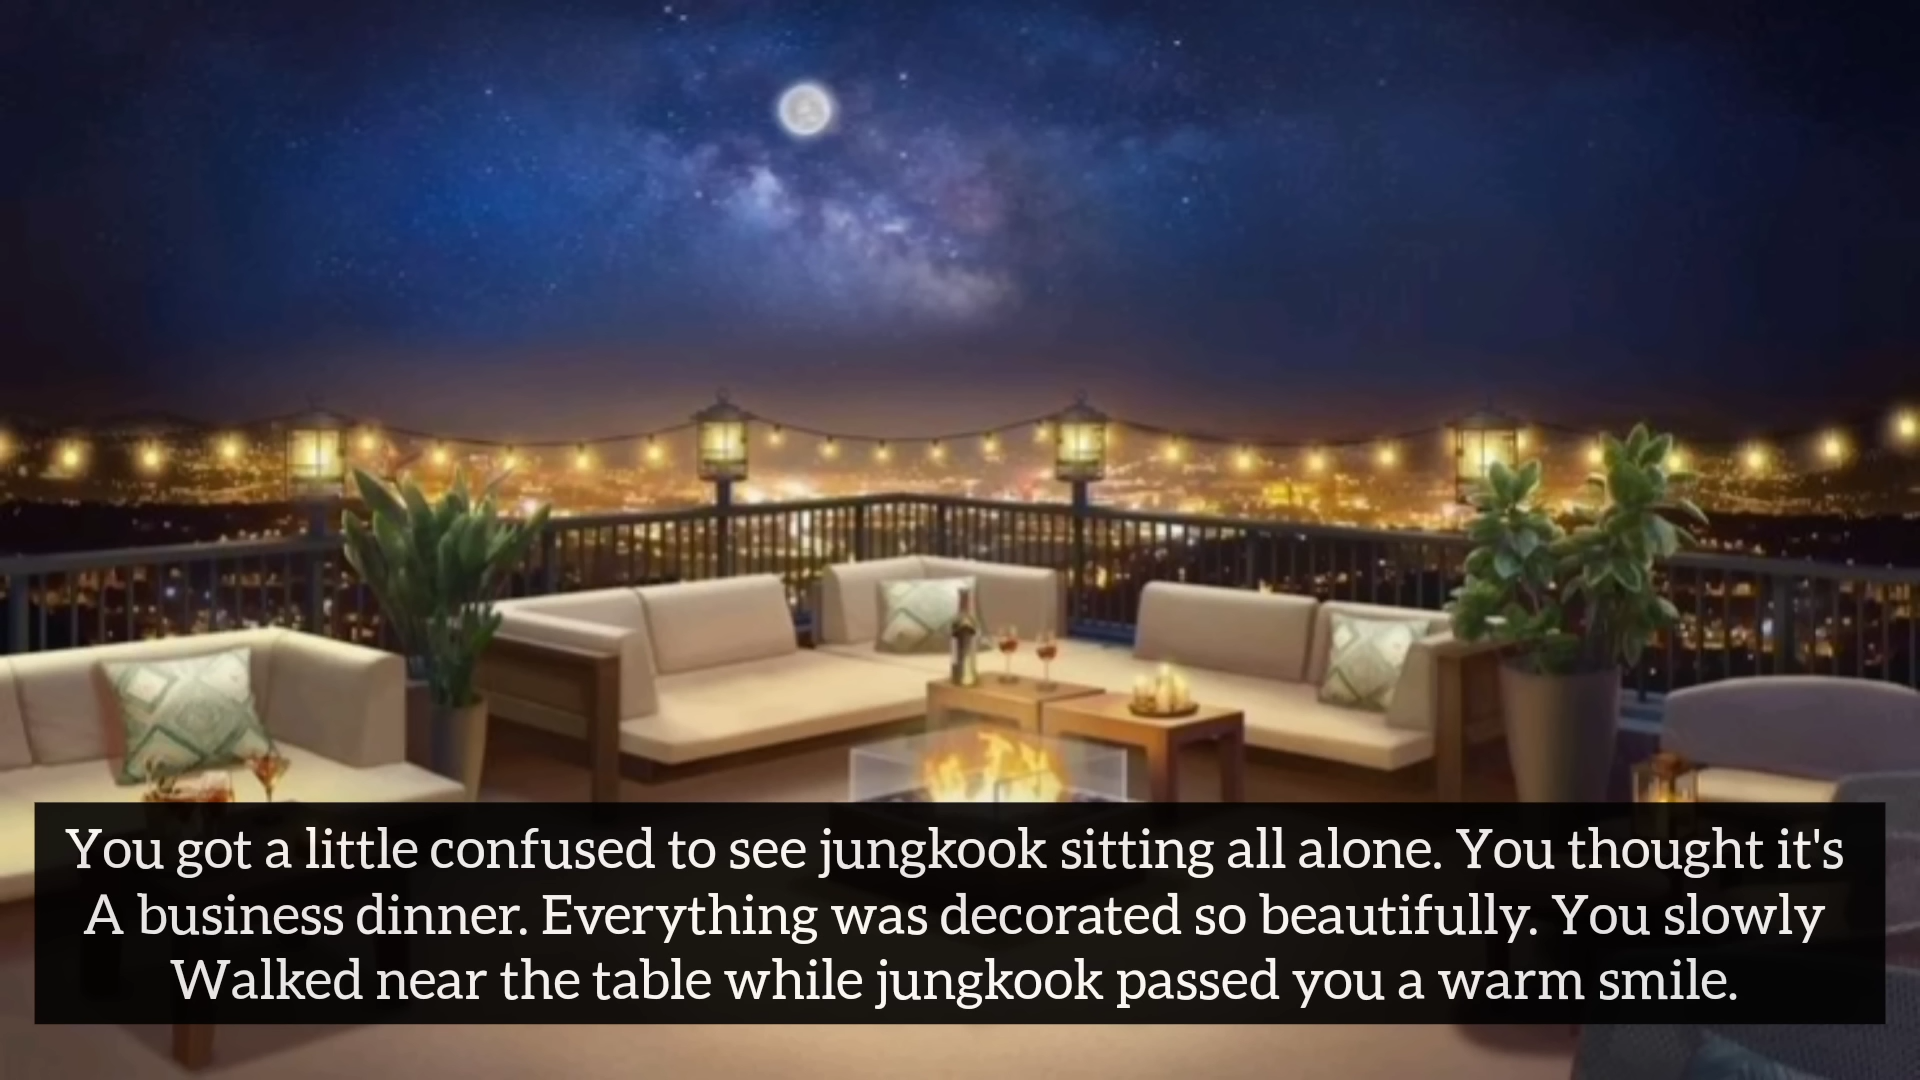 You got a little confused to see jungkook sitting all alone. You thought it's
A business dinner. Everything was decorated so beautifully. You slowly
Walked near the table while jungkook passed you a warm smile.